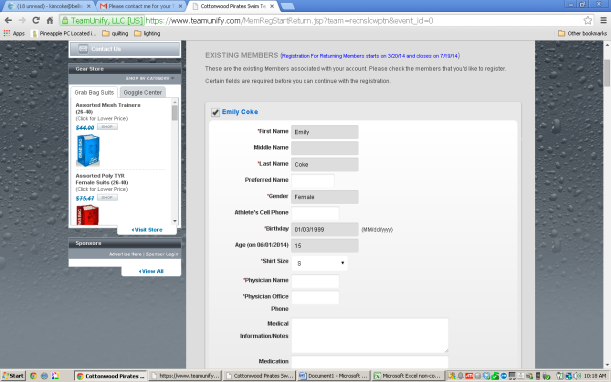 (10 unread) - kmcoke@bells
Please contact me for your
Cottonwood Pirates Swim T
TeamUnify, LLC [US] https://www.teamunify.com/MemRegStartReturn.jsp?team=recnslcwptn&event_id=0
Apps
Pineapple PC Located i...
quilting
lighting
Other bookmarks
Contact Us
Gear Store
SHOP BY CATEGORY
Grab Bag Suits
Goggle Center
Assorted Mesh Trainers
(26-40)
(Click for Lower Price)
$44.00
Assorted Poly TYR
Female Suits (26-40)
(Click for Lower Price)
$75.47
Visit Store
Sponsors
Advertise Here | Sponsor Login
View All
EXISTING MEMBERS (Registration For Returning Members starts on 3/20/14 and closes on 7/19/14)
These are the existing Members associated with your account. Please check the members that you'd like to register.
Certain fields are required before you can continue with the registration.
Emily Coke
*First Name Emily
Middle Name
*Last Name Coke
Preferred Name
*Gender Female
Athlete's Cell Phone
*Birthday 01/03/1999 (MM/dd/yyyy)
Age (on 06/01/2014) 15
*Shirt Size S
*Physician Name
*Physician Office
Phone
Medical
Information/Notes
Medication
Start
Cottonwood Pirates ...
https://www.teamunify...
Cottonwood Pirates Sw...
Document1 - Microsoft ...
Microsoft Excel non-co...
10:18 AM